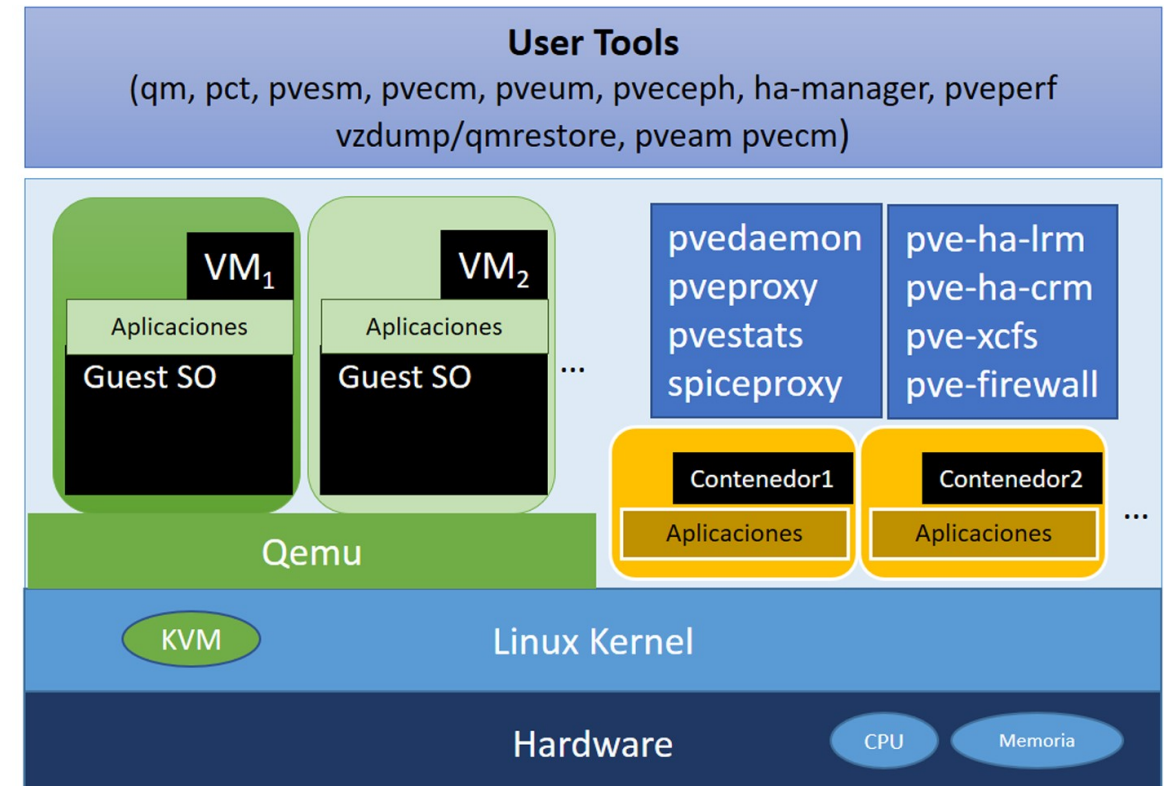 User Tools
(qm, pct, pvesm, pvecm, pveum, pveceph, ha-manager, pveperf
vzdump/qmrestore, pveam pvecm)
VM₁
Aplicaciones
Guest SO
VM₂
Aplicaciones
Guest SO
...
pvedaemon
pveproxy
pvestats
spiceproxy
pve-ha-lrm
pve-ha-crm
pve-xcfs
pve-firewall
Contenedor1
Aplicaciones
Contenedor2
Aplicaciones
...
Qemu
KVM
Linux Kernel
Hardware
CPU
Memoria